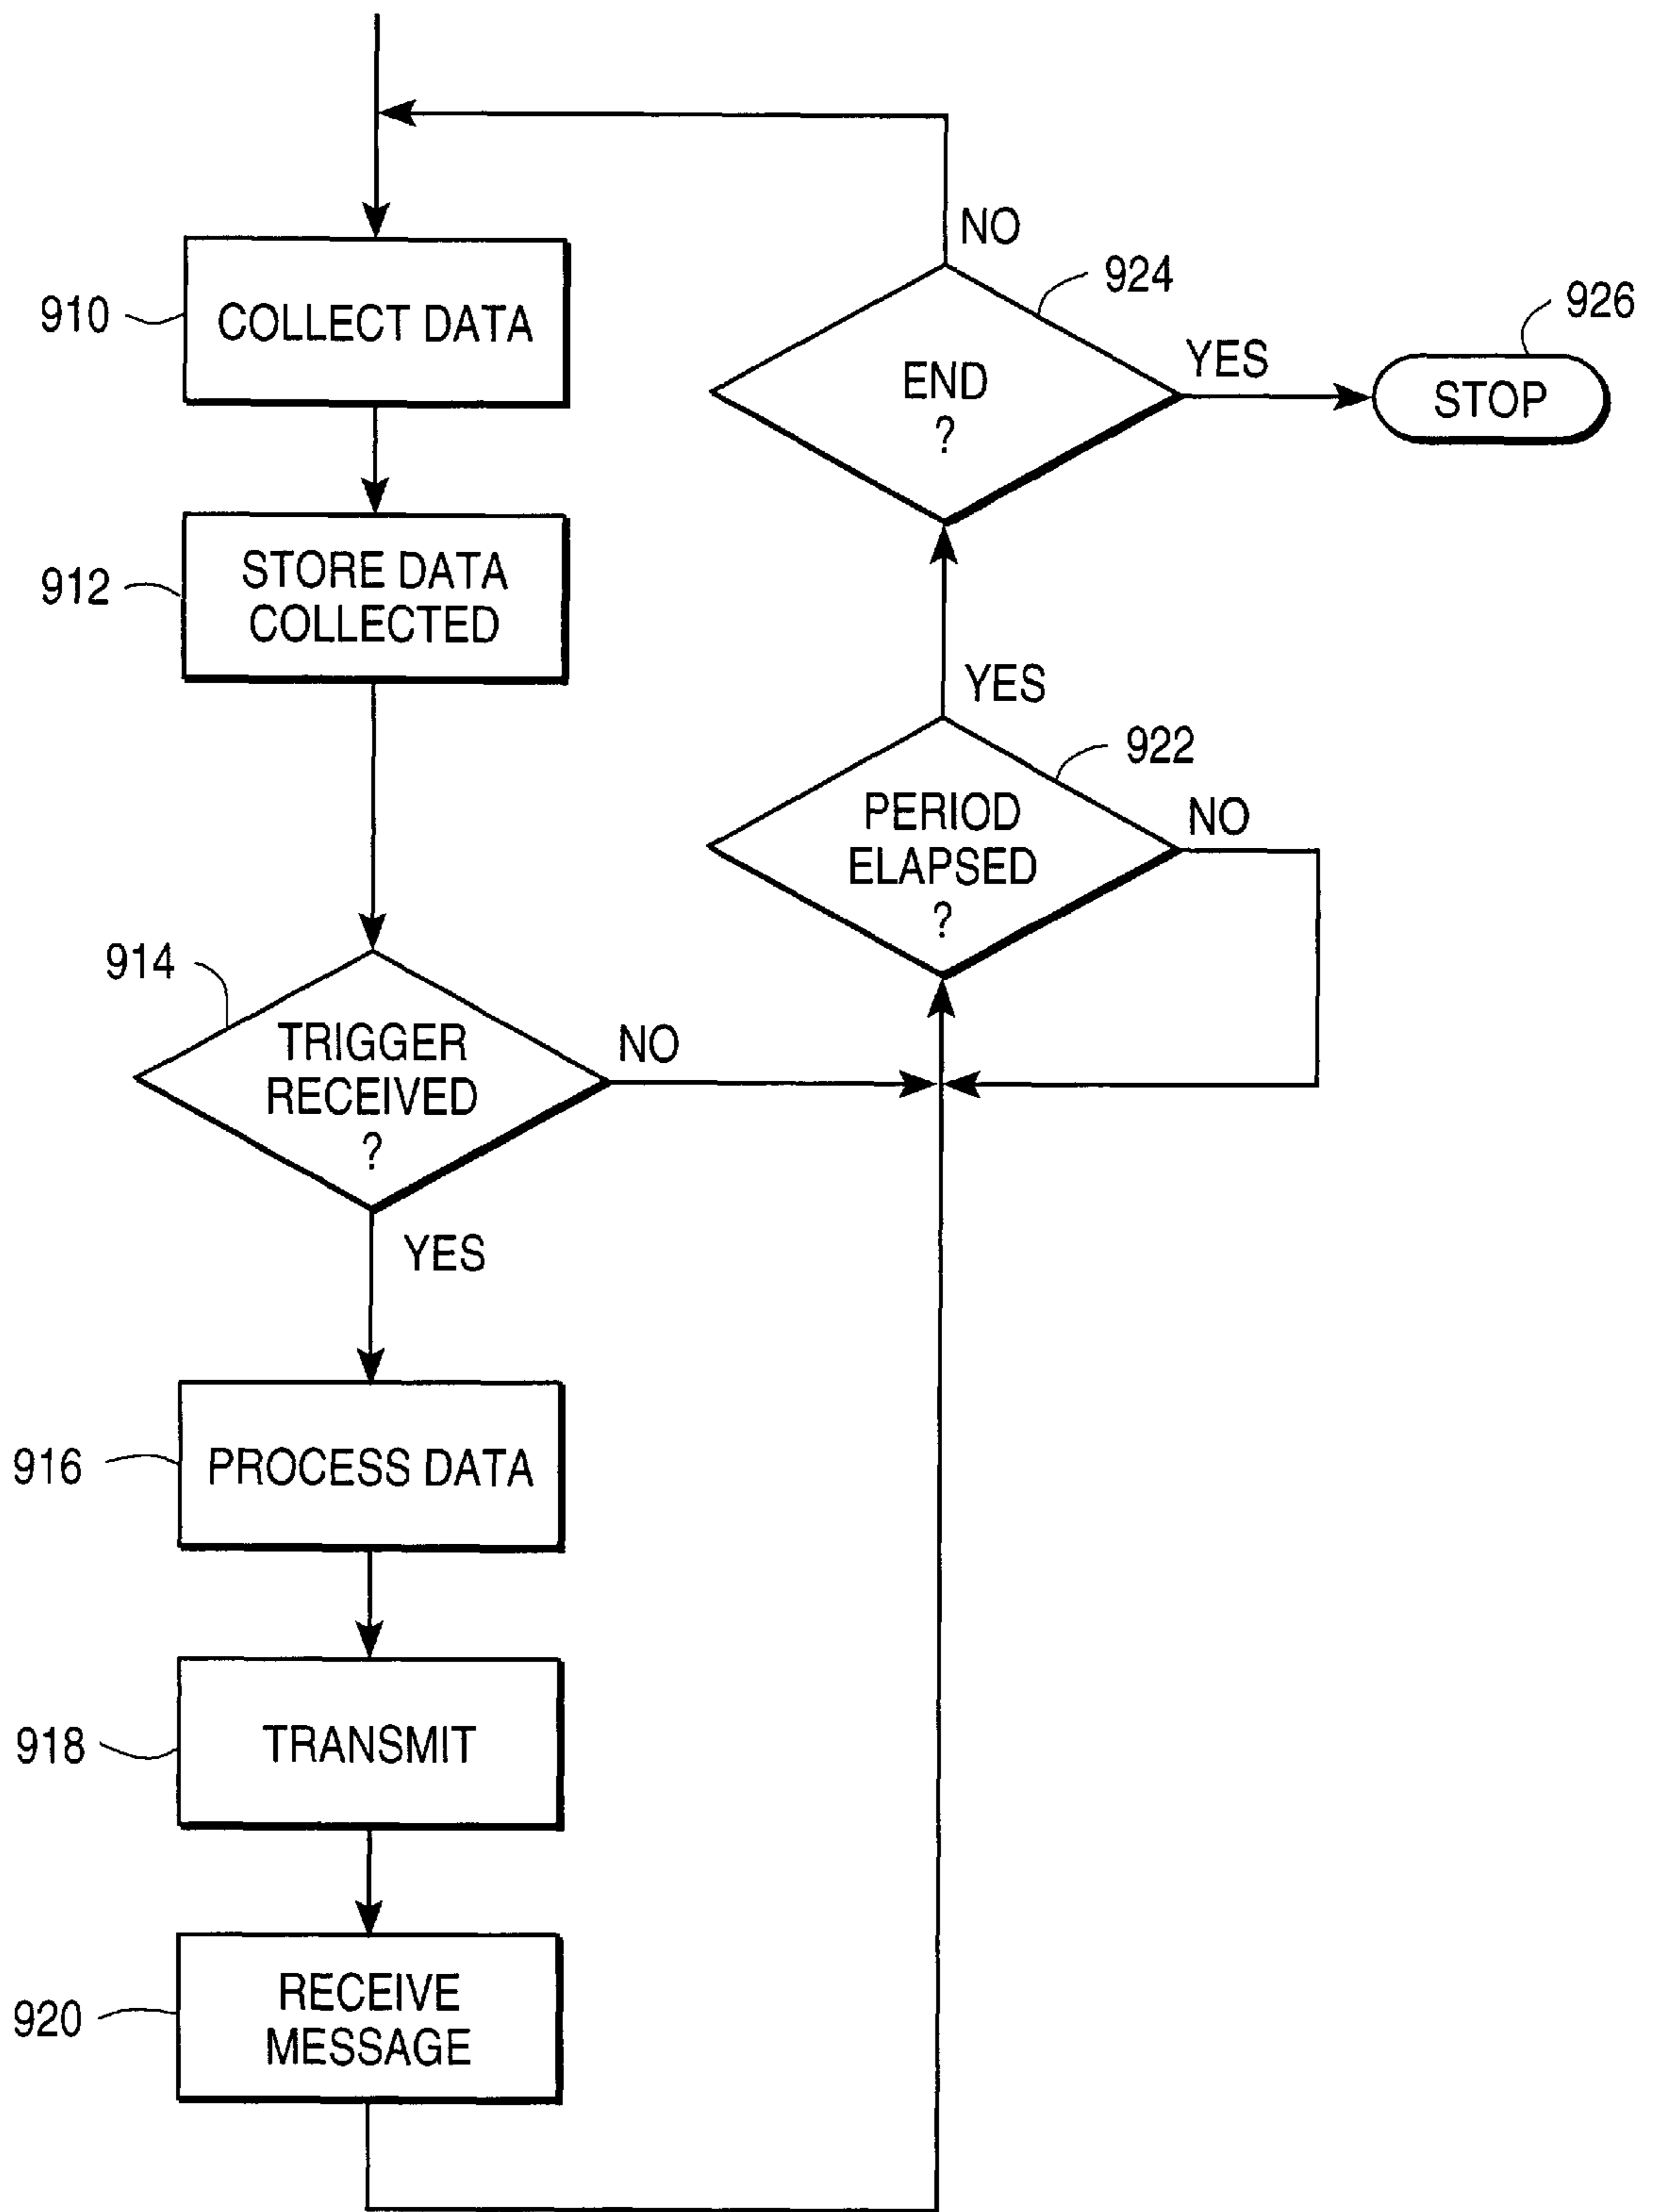 910
COLLECT DATA
912
STORE DATA
COLLECTED
914
TRIGGER
RECEIVED
?
NO
YES
916
PROCESS DATA
918
TRANSMIT
920
RECEIVE
MESSAGE
922
PERIOD
ELAPSED
?
NO
YES
924
END
?
NO
YES
926
STOP